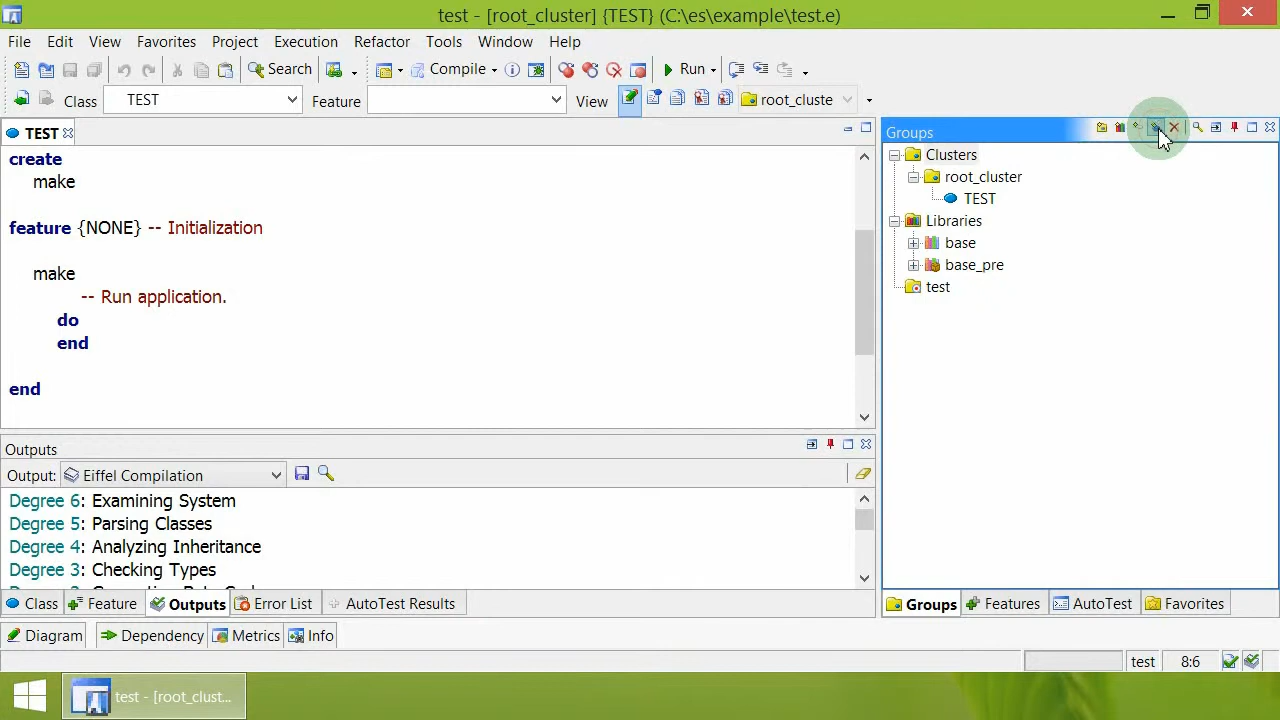 test - [root_cluster] {TEST} (C:\es\example\test.e)
File Edit View Favorites Project Execution Refactor Tools Window Help
Search Compile Run
Class TEST Feature View root_cluste
TEST
create
make
feature {NONE} -- Initialization
make
-- Run application.
do
end
end
Groups
Clusters
root_cluster
TEST
Libraries
base
base_pre
test
Outputs
Output: Eiffel Compilation
Degree 6: Examining System
Degree 5: Parsing Classes
Degree 4: Analyzing Inheritance
Degree 3: Checking Types
Class Feature Outputs Error List AutoTest Results
Groups Features AutoTest Favorites
Diagram Dependency Metrics Info
test 8:6
test - [root_clust...